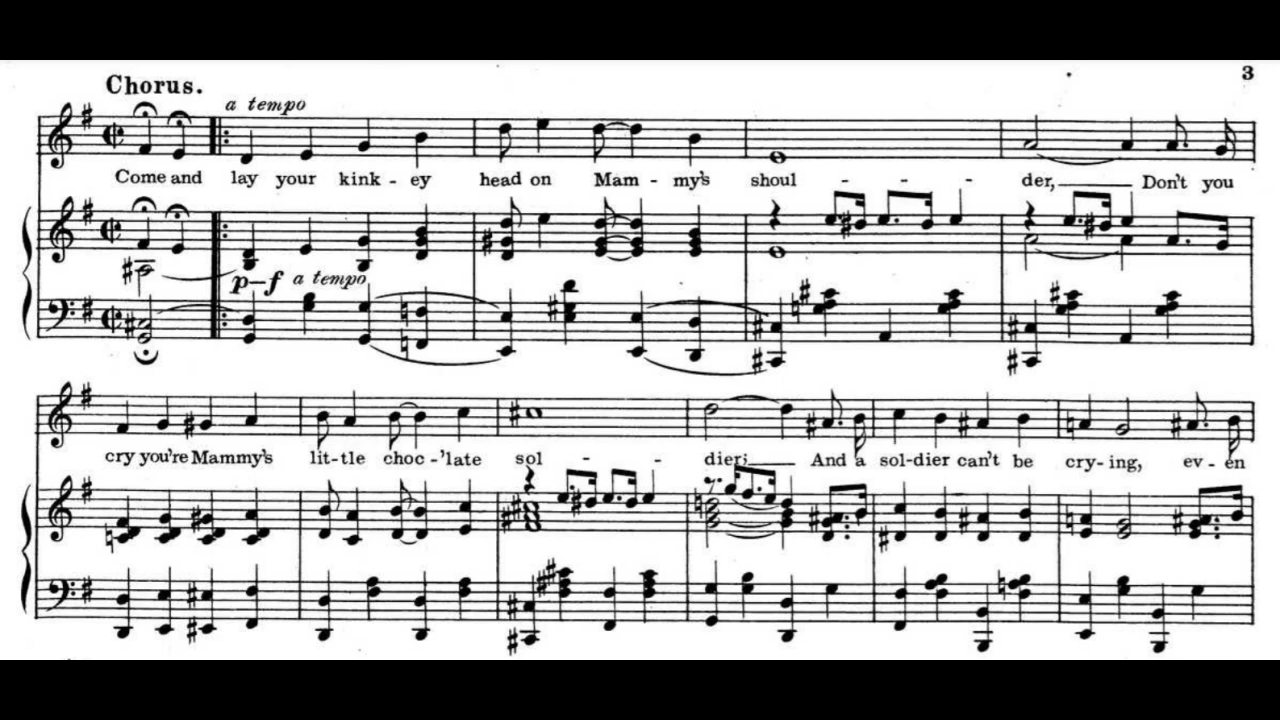 3
Chorus.
a tempo
Come and lay your kink - ey head on Mam - my's shoul - - - der, Don't you
p-f a tempo
cry you're Mammy's lit-tle choc-'late sol - - - dier; And a sol-dier can't be cry-ing, ev-en